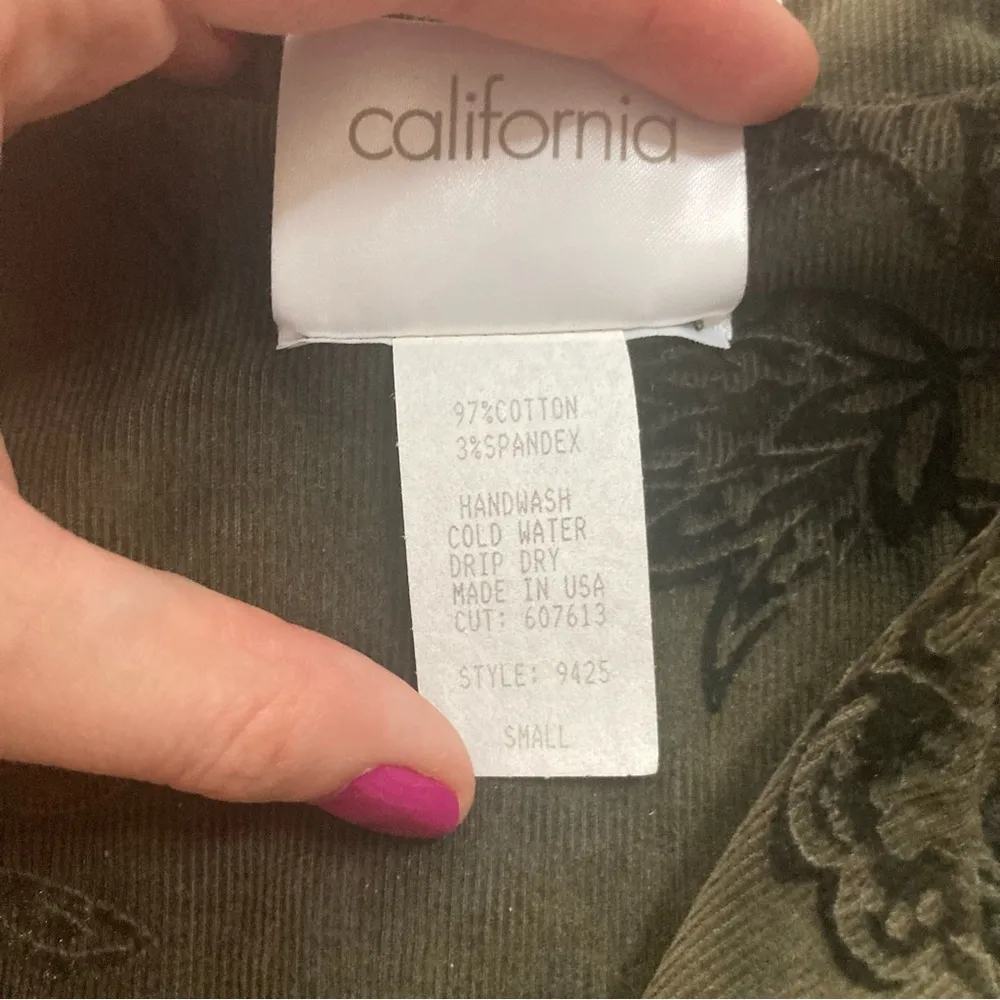 california
97%COTTON
3%SPANDEX
HANDWASH
COLD WATER
DRIP DRY
MADE IN USA
CUT: 607613
STYLE: 9425
SMALL